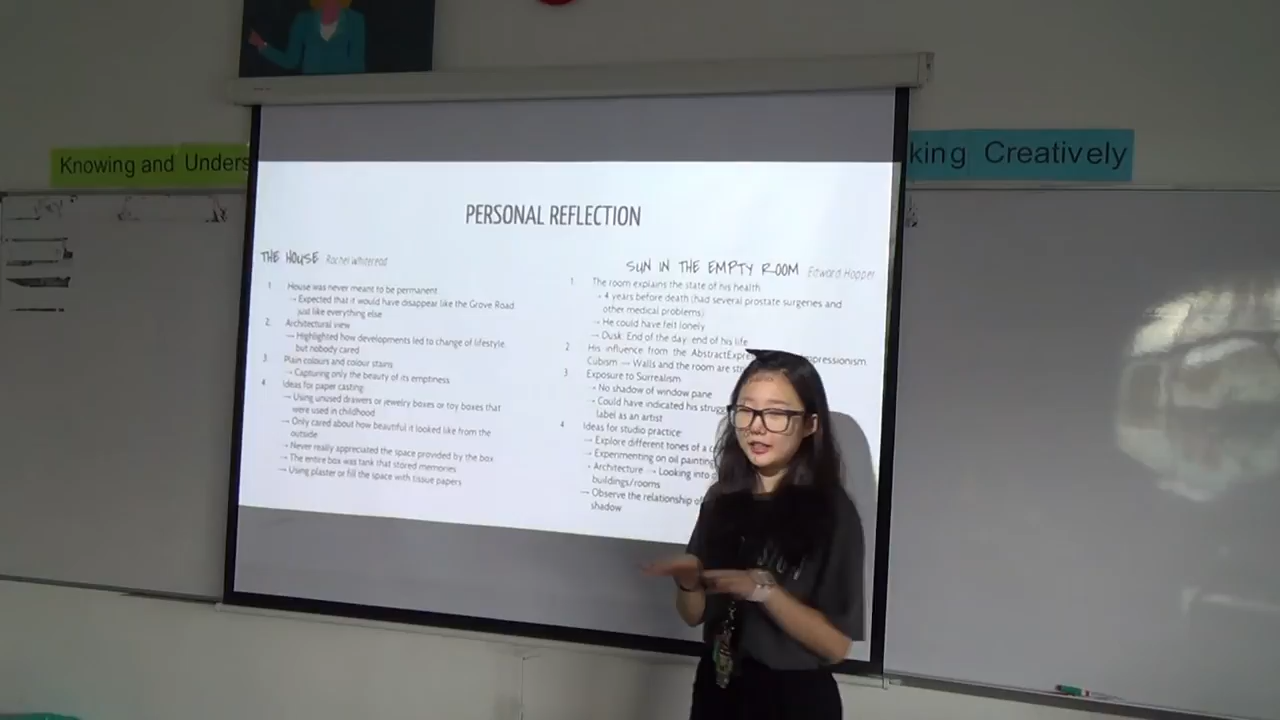 Knowing and Unders
king Creatively
PERSONAL REFLECTION
THE HOUSE Rachel Whiteread
1. House was never meant to be permanent
→ Expected that it would have disappear like the Grove Road
just like everything else
2. Architectural view
→ Highlighted how developments led to change of lifestyle
but nobody cared
3. Plain colours and colour stains
→ Capturing only the beauty of its emptiness
4. Ideas for paper casting:
→ Using unused drawers or jewelry boxes or toy boxes that
were used in childhood
→ Only cared about how beautiful it looked like from the
outside
→ Never really appreciated the space provided by the box
→ The entire box was tank that stored memories
→ Using plaster or fill the space with tissue papers
SUN IN THE EMPTY ROOM Edward Hopper
1. The room explains the state of his health
→ 4 years before death (had several prostate surgeries and
other medical problems)
→ He could have felt lonely
→ Dusk: End of the day: end of his life
2. His influence from the AbstractExpre pressionism
Cubism → Walls and the room are str
3. Exposure to Surrealism
→ No shadow of window pane
→ Could have indicated his strugg
label as an artist
4. Ideas for studio practice:
→ Explore different tones of a c
→ Experimenting on oil painting
→ Architecture → Looking into
buildings/rooms
→ Observe the relationship of
shadow